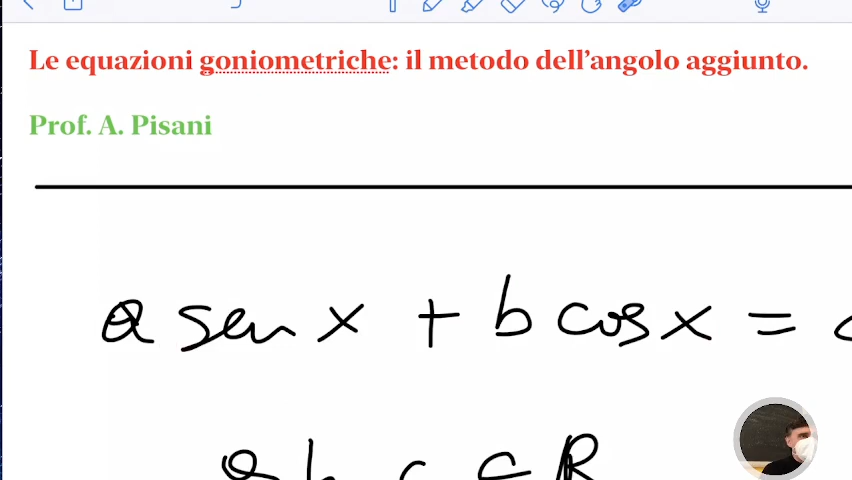 Le equazioni goniometriche: il metodo dell'angolo aggiunto.
Prof. A. Pisani
a sen x + b cos x = c
a, b, c ∈ R